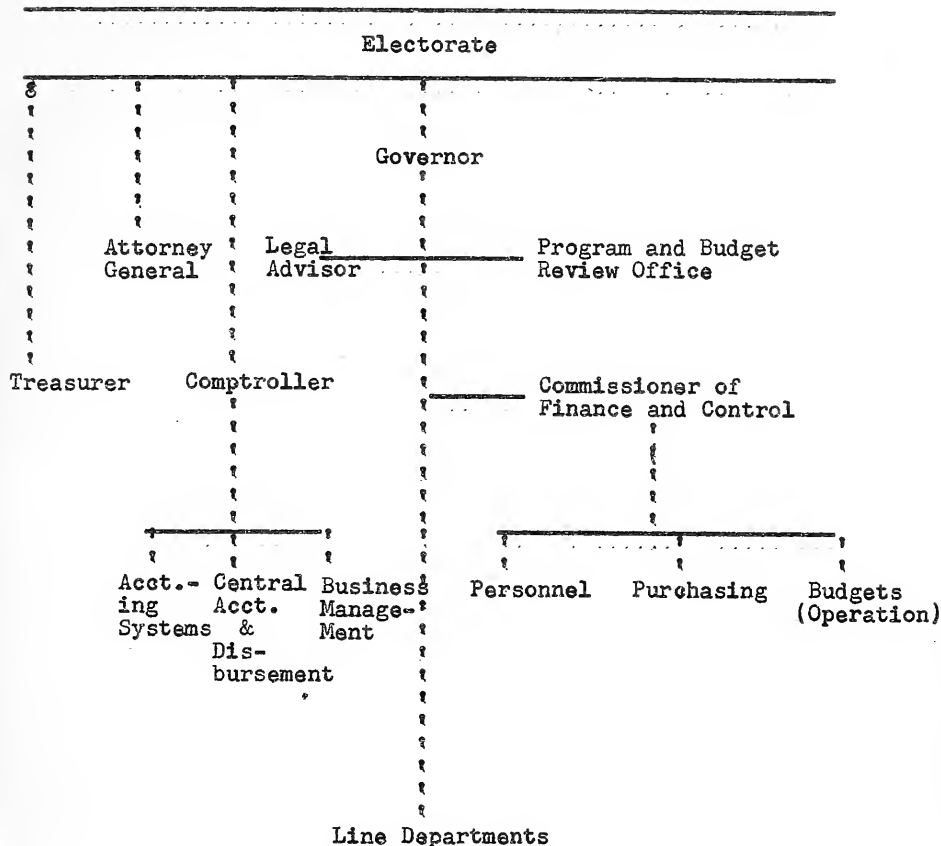 Electorate
Governor
Attorney
General
Legal
Advisor
Program and Budget
Review Office
Treasurer
Comptroller
Commissioner of
Finance and Control
Acct.-
ing
Systems
Central
Acct.
&
Dis-
bursement
Business
Manage-
Ment
Personnel
Purchasing
Budgets
(Operation)
Line Departments